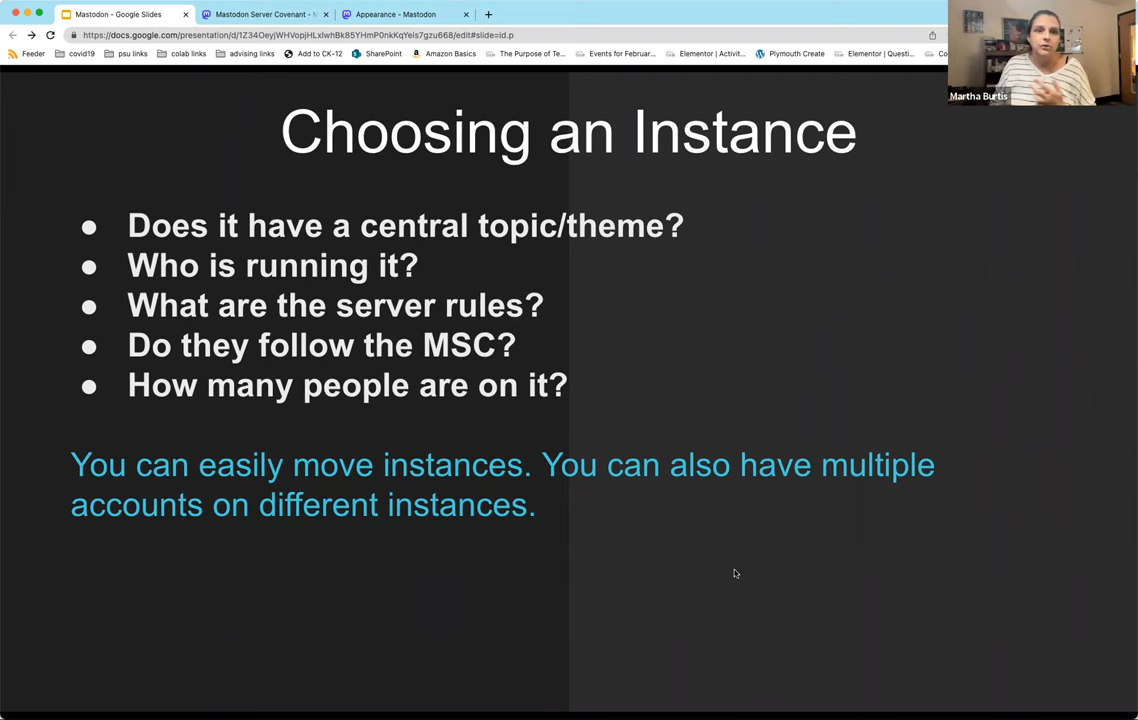 Mastodon - Google Slides
Mastodon Server Covenant -
Appearance - Mastodon
https://docs.google.com/presentation/d/1Z34OeyjWHVopjHLxlwhBk85YHmP0nkKqYeis7gzu668/edit#slide=id.p
Feeder covid19 psu links colab links advising links Add to CK-12 SharePoint Amazon Basics The Purpose of Te... Events for Februar... Elementor | Activit... Plymouth Create Elementor | Questi...
Martha Burtis
Choosing an Instance
● Does it have a central topic/theme?
● Who is running it?
● What are the server rules?
● Do they follow the MSC?
● How many people are on it?
You can easily move instances. You can also have multiple
accounts on different instances.